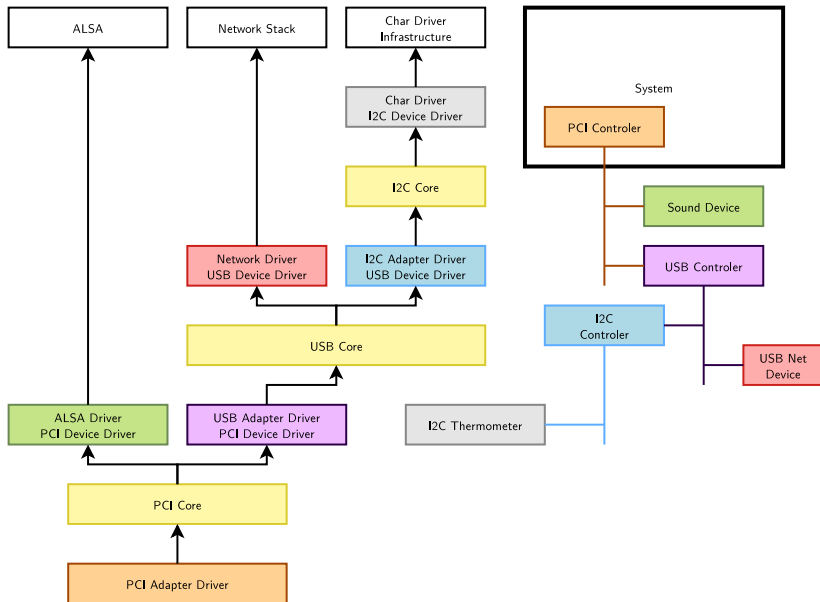 ALSA
Network Stack
Char Driver
Infrastructure
Char Driver
I2C Device Driver
I2C Core
Network Driver
USB Device Driver
I2C Adapter Driver
USB Device Driver
USB Core
ALSA Driver
PCI Device Driver
USB Adapter Driver
PCI Device Driver
PCI Core
PCI Adapter Driver
System
PCI Controler
Sound Device
USB Controler
I2C
Controler
USB Net
Device
I2C Thermometer